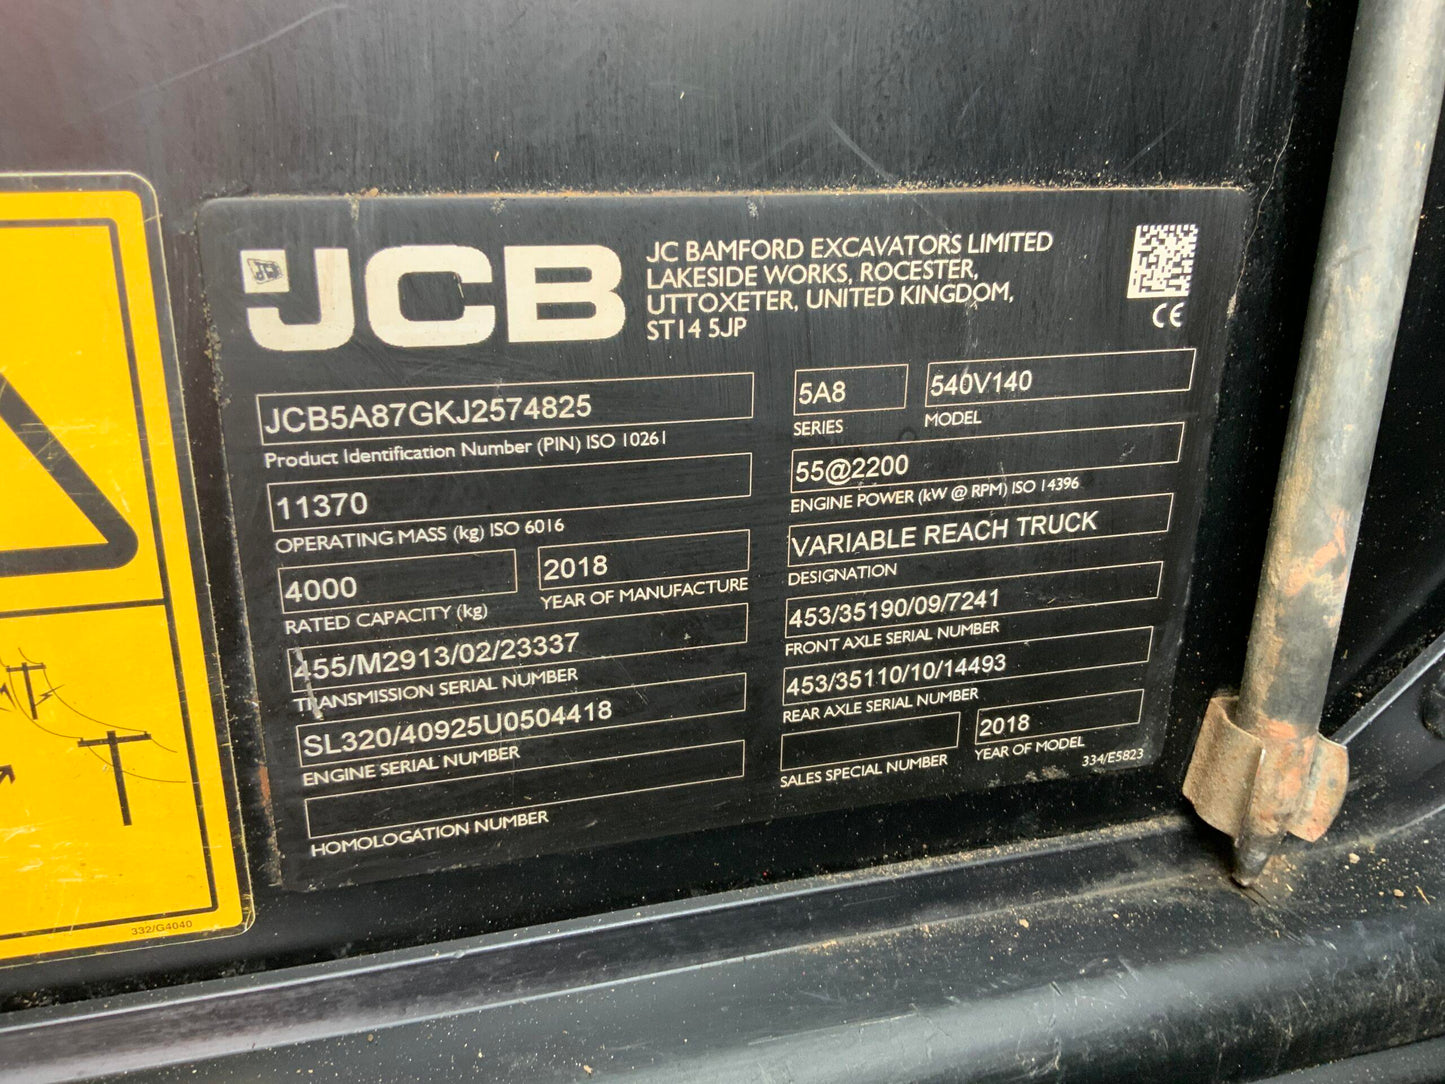 JCB
JC BAMFORD EXCAVATORS LIMITED
LAKESIDE WORKS, ROCESTER,
UTTOXETER, UNITED KINGDOM,
ST14 5JP
CE
JCB5A87GKJ2574825
Product Identification Number (PIN) ISO 10261
11370
OPERATING MASS (kg) ISO 6016
4000
RATED CAPACITY (kg)
2018
YEAR OF MANUFACTURE
455/M2913/02/23337
TRANSMISSION SERIAL NUMBER
SL320/40925U0504418
ENGINE SERIAL NUMBER
HOMOLOGATION NUMBER
5A8
SERIES
540V140
MODEL
55@2200
ENGINE POWER (kW @ RPM) ISO 14396
VARIABLE REACH TRUCK
DESIGNATION
453/35190/09/7241
FRONT AXLE SERIAL NUMBER
453/35110/10/14493
REAR AXLE SERIAL NUMBER
SALES SPECIAL NUMBER
2018
YEAR OF MODEL
334/E5823
332/G4040